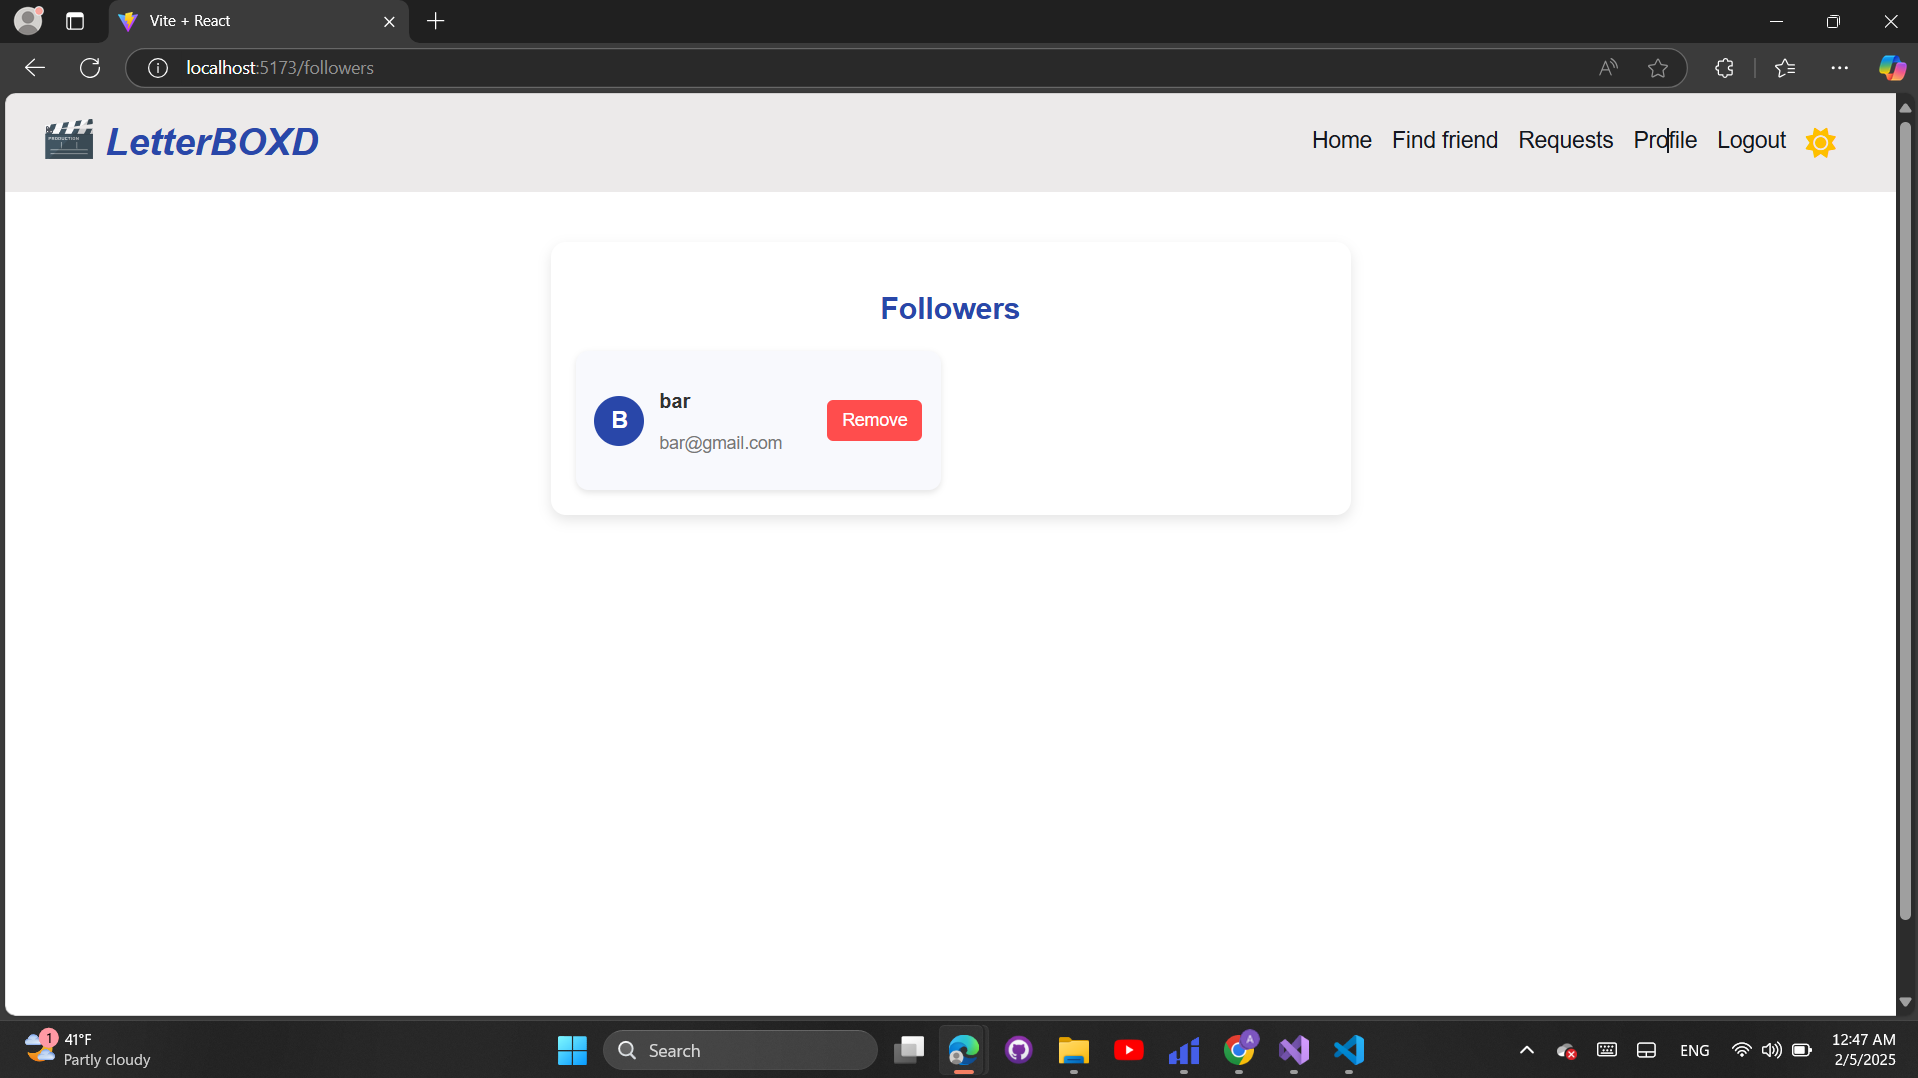 Vite + React
localhost:5173/followers
PRODUCTION
LetterBOXD
Home Find friend Requests Profile Logout
Followers
B
bar
bar@gmail.com
Remove
1
41°F
Partly cloudy
Search
A
ENG
12:47 AM
2/5/2025